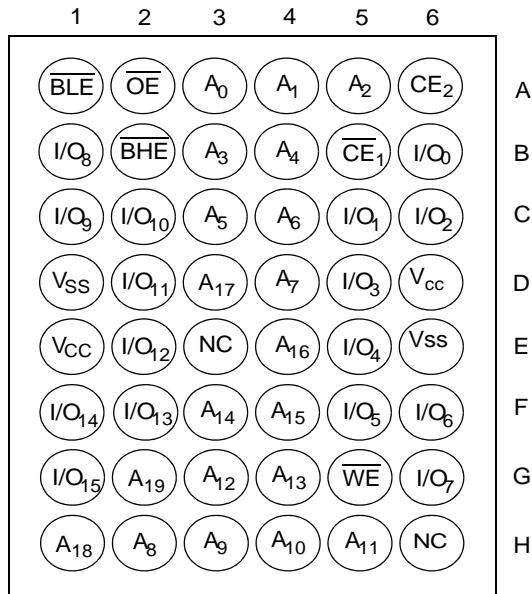 1 2 3 4 5 6
BLE OE A0 A1 A2 CE2 A
I/O8 BHE A3 A4 CE1 I/O0 B
I/O9 I/O10 A5 A6 I/O1 I/O2 C
VSS I/O11 A17 A7 I/O3 Vcc D
VCC I/O12 NC A16 I/O4 Vss E
I/O14 I/O13 A14 A15 I/O5 I/O6 F
I/O15 A19 A12 A13 WE I/O7 G
A18 A8 A9 A10 A11 NC H